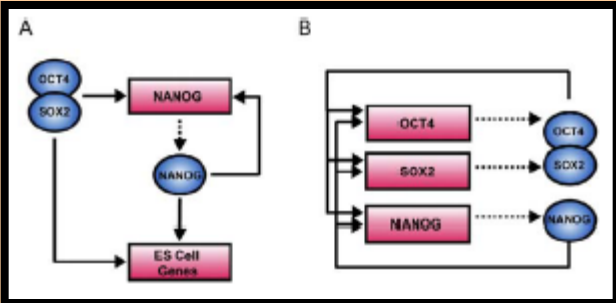 A
B
OCT4
SOX2
NANOG
NANOG
ES Cell
Genes
OCT4
SOX2
NANOG
OCT4
SOX2
NANOG